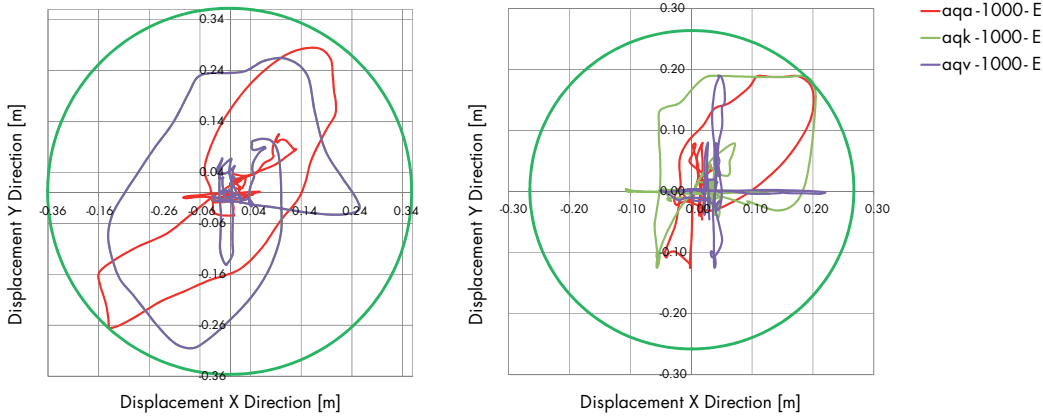 0.34
0.24
0.14
0.04
-0.36 -0.26 -0.16 -0.06 0.04 0.14 0.24 0.34
-0.06
-0.16
-0.26
-0.36
Displacement Y Direction [m]
Displacement X Direction [m]
0.30
0.20
0.10
0.00
-0.30 -0.20 -0.10 0.00 0.10 0.20 0.30
-0.10
-0.20
-0.30
Displacement Y Direction [m]
Displacement X Direction [m]
aqa-1000-E
aqk-1000-E
aqv-1000-E